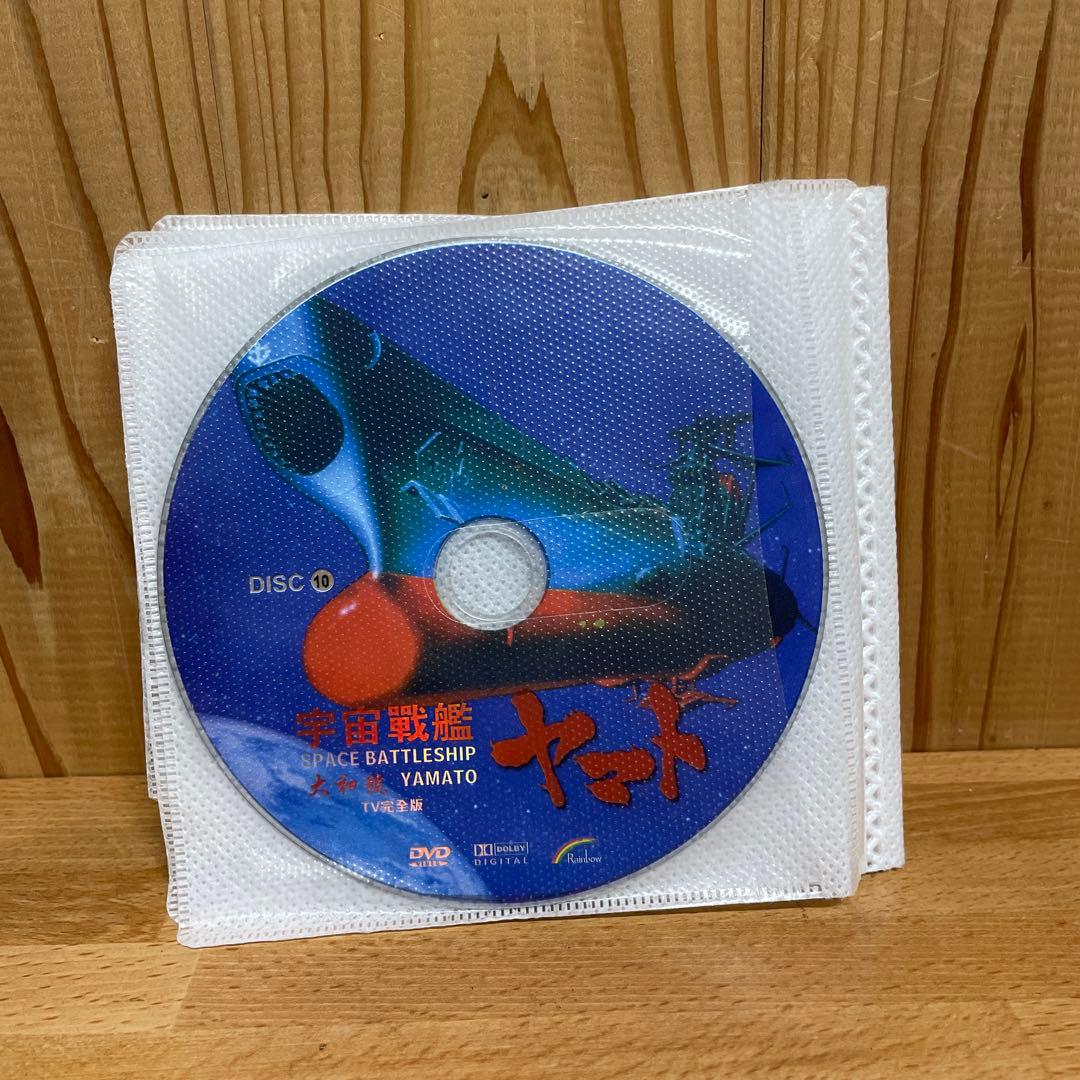 DISC 10
宇宙戰艦
SPACE BATTLESHIP
大和號 YAMATO
ヤマト
TV完全版
DVD
VIDEO
DOLBY
DIGITAL
Rainbow